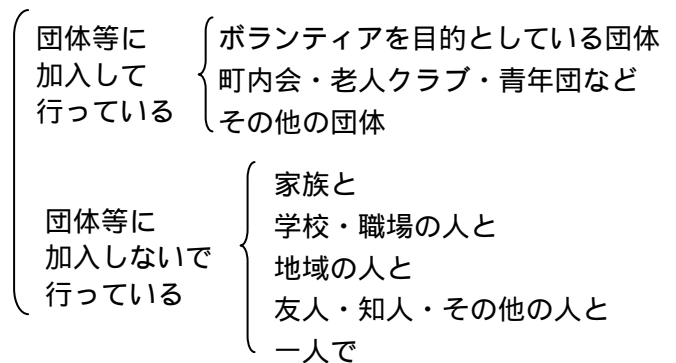 団体等に
加入して
行っている
ボランティアを目的としている団体
町内会・老人クラブ・青年団など
その他の団体
団体等に
加入しないで
行っている
家族と
学校・職場の人と
地域の人と
友人・知人・その他の人と
一人で